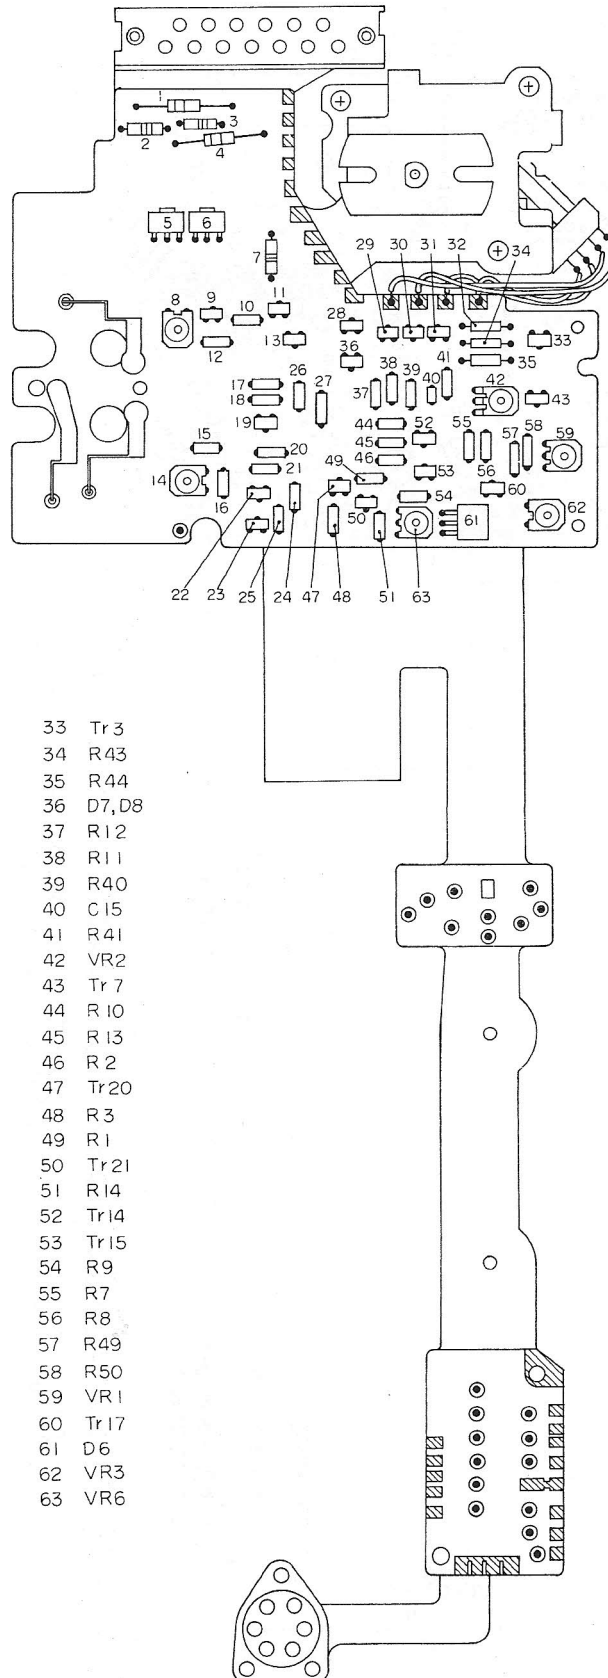 1
2
3
4
5 6
7
8 9 10 11
12 13
28 29 30 31 32 34
33
35
36
37 38 39 40 41 42 43
17 26 27
18
19
44
45
46
52
53
55 56 57 58 59
15
20
21
14 16
49
50
54
60
61
62
22 23 25 24 47 48 51 63
33 Tr3
34 R43
35 R44
36 D7,D8
37 R12
38 R11
39 R40
40 C15
41 R41
42 VR2
43 Tr7
44 R10
45 R13
46 R2
47 Tr20
48 R3
49 R1
50 Tr21
51 R14
52 Tr14
53 Tr15
54 R9
55 R7
56 R8
57 R49
58 R50
59 VR1
60 Tr17
61 D6
62 VR3
63 VR6